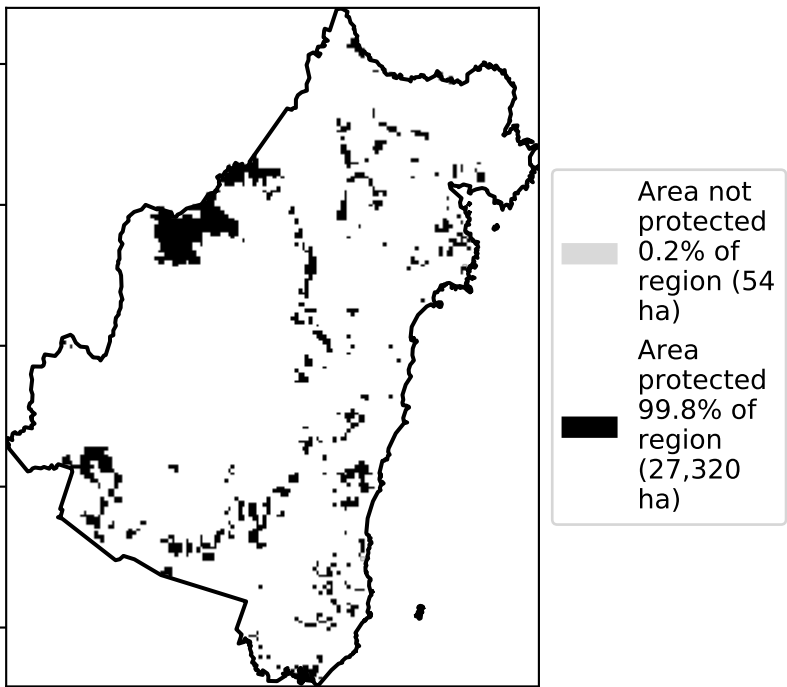 Area not
protected
0.2% of
region (54
ha)
Area
protected
99.8% of
region
(27,320
ha)